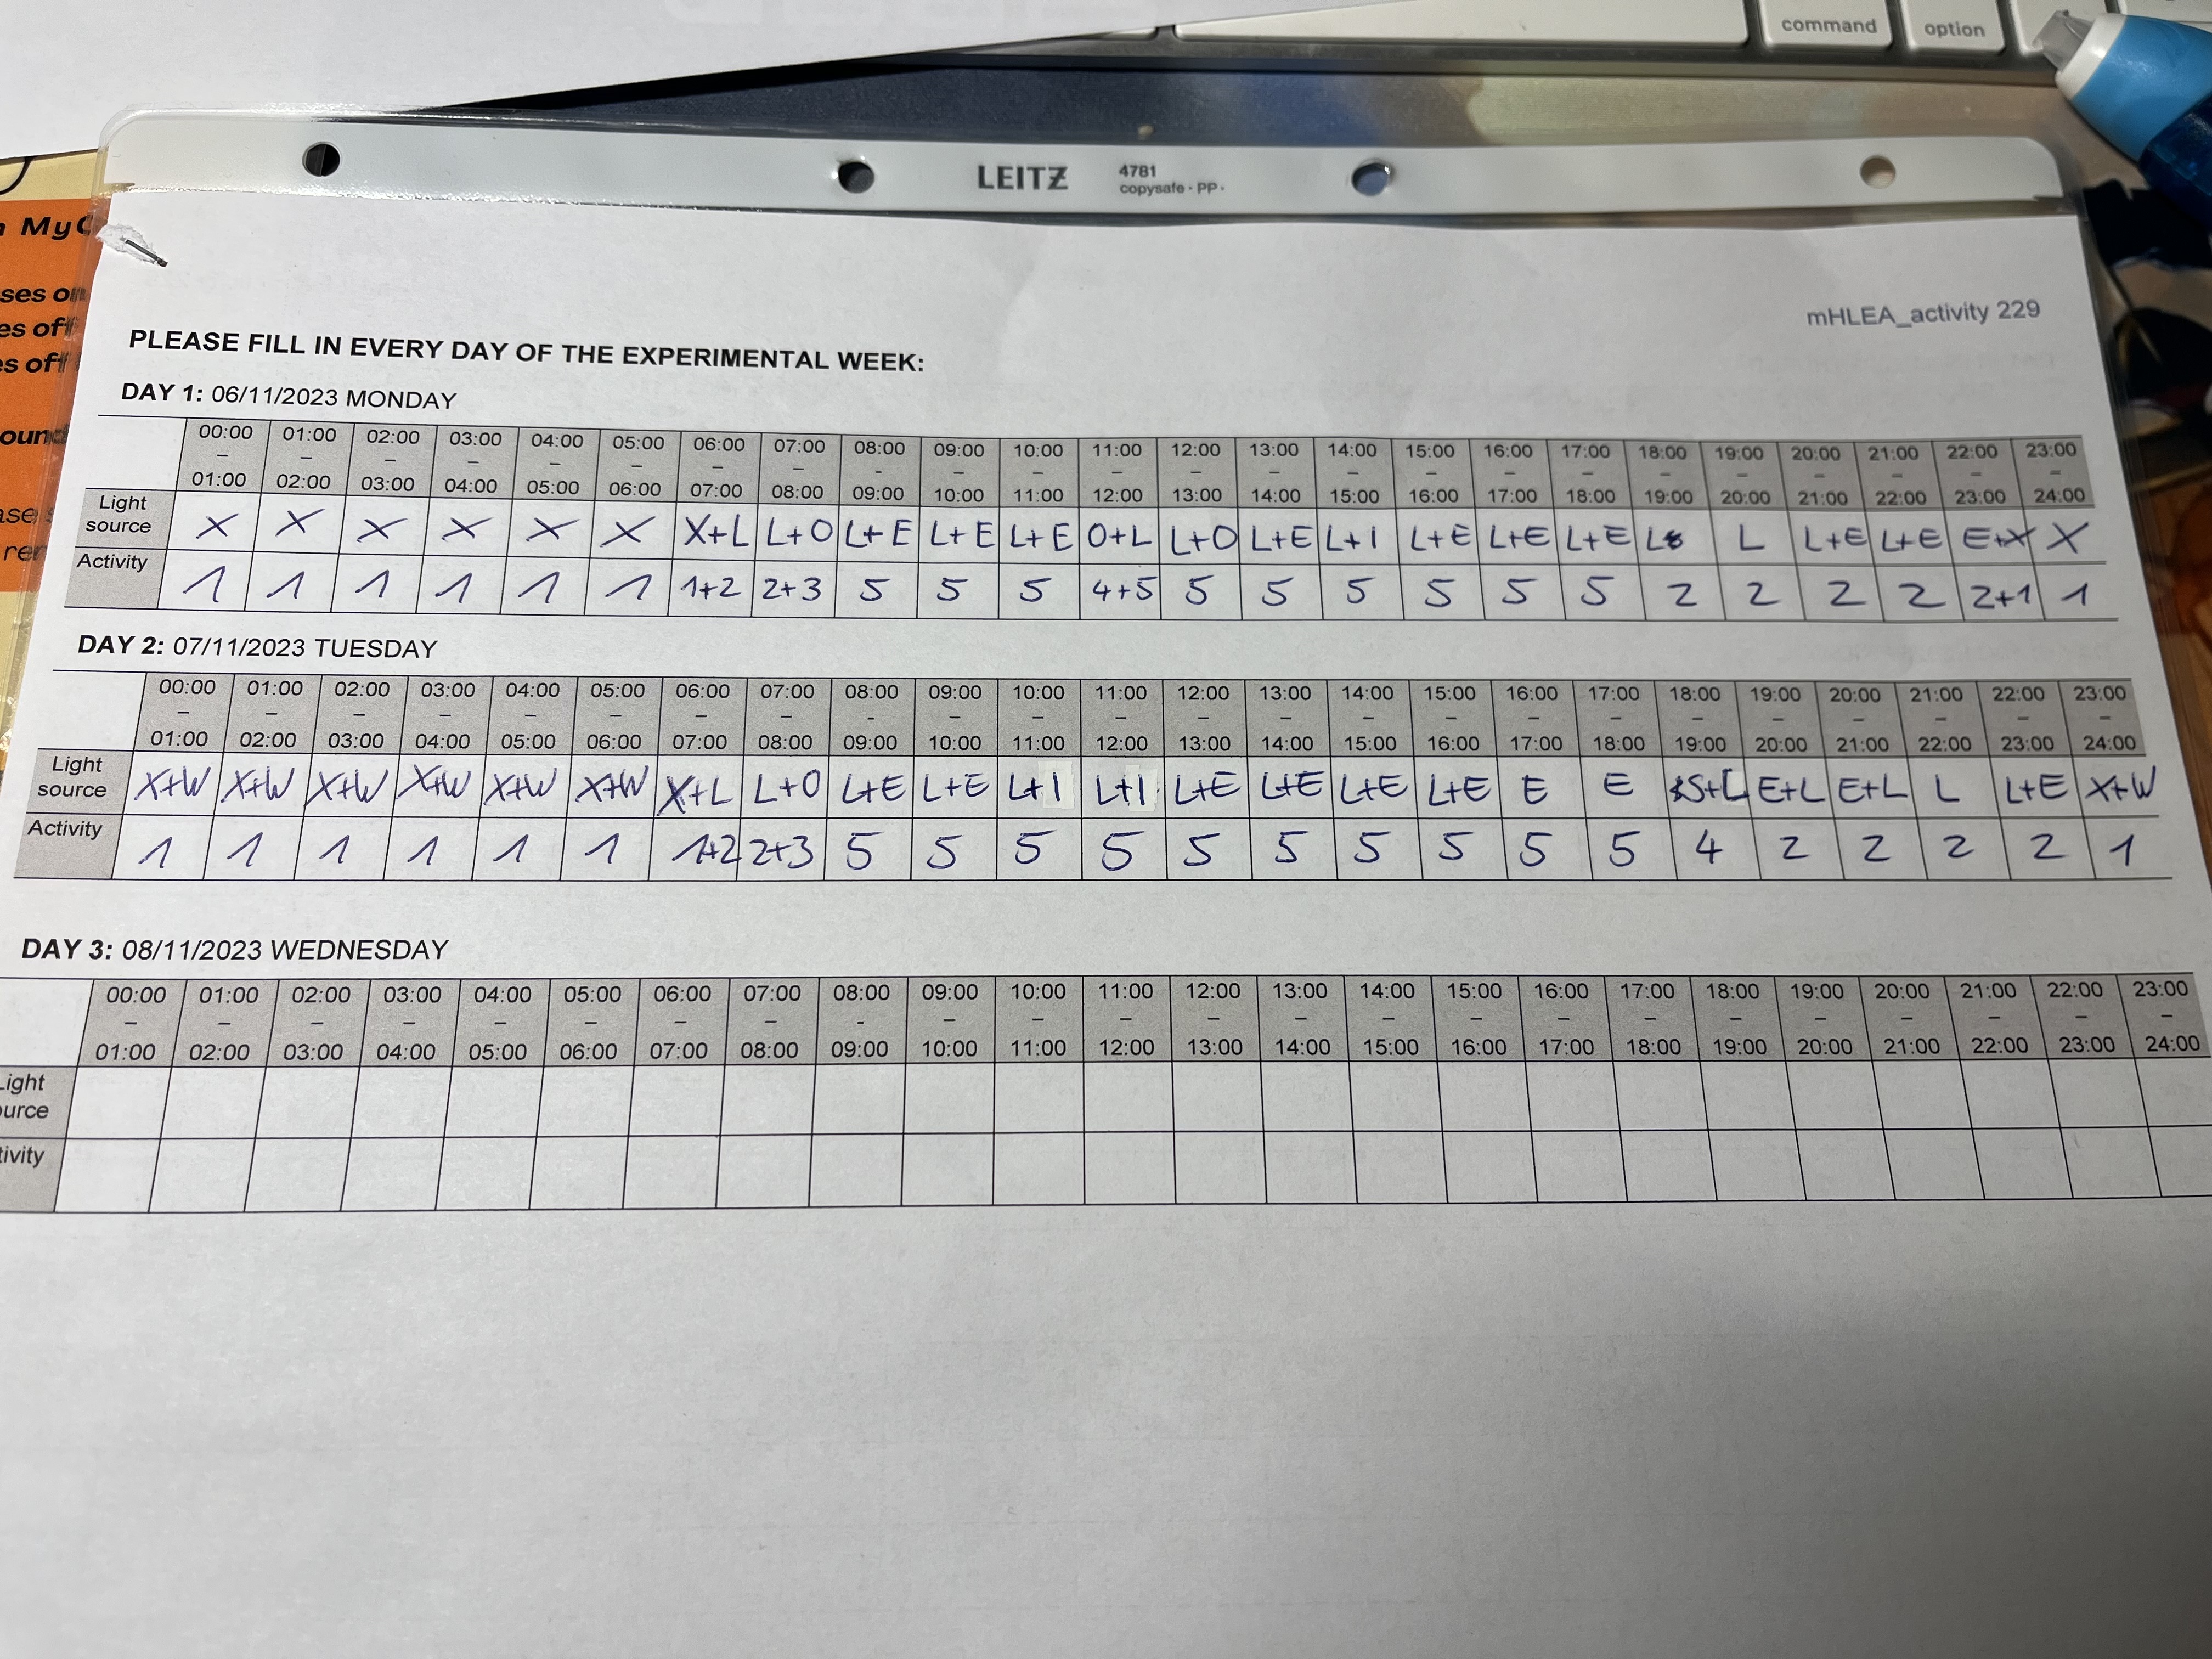 command option
LEITZ 4781
copysafe · PP ·
MyC
ses on
es off
es off
ound
ase
rer
mHLEA_activity 229
PLEASE FILL IN EVERY DAY OF THE EXPERIMENTAL WEEK:
DAY 1: 06/11/2023 MONDAY
00:00 01:00 02:00 03:00 04:00 05:00 06:00 07:00 08:00 09:00 10:00 11:00 12:00 13:00 14:00 15:00 16:00 17:00 18:00 19:00 20:00 21:00 22:00 23:00
– – – – – – – – - – – – – – – – – – – – – – – –
01:00 02:00 03:00 04:00 05:00 06:00 07:00 08:00 09:00 10:00 11:00 12:00 13:00 14:00 15:00 16:00 17:00 18:00 19:00 20:00 21:00 22:00 23:00 24:00
Light source X X X X X X X+L L+O L+E L+E L+E O+L L+O L+E L+I L+E L+E L+E L L L+E L+E E+X X
Activity 1 1 1 1 1 1 1+2 2+3 5 5 5 4+5 5 5 5 5 5 5 2 2 2 2 2+1 1
DAY 2: 07/11/2023 TUESDAY
00:00 01:00 02:00 03:00 04:00 05:00 06:00 07:00 08:00 09:00 10:00 11:00 12:00 13:00 14:00 15:00 16:00 17:00 18:00 19:00 20:00 21:00 22:00 23:00
– – – – – – – – - – – – – – – – – – – – – – – –
01:00 02:00 03:00 04:00 05:00 06:00 07:00 08:00 09:00 10:00 11:00 12:00 13:00 14:00 15:00 16:00 17:00 18:00 19:00 20:00 21:00 22:00 23:00 24:00
Light source X+W X+W X+W X+W X+W X+W X+L L+O L+E L+E L+I L+I L+E L+E L+E L+E E E S+L E+L E+L L L+E X+W
Activity 1 1 1 1 1 1 1+2 2+3 5 5 5 5 5 5 5 5 5 5 4 2 2 2 2 1
DAY 3: 08/11/2023 WEDNESDAY
00:00 01:00 02:00 03:00 04:00 05:00 06:00 07:00 08:00 09:00 10:00 11:00 12:00 13:00 14:00 15:00 16:00 17:00 18:00 19:00 20:00 21:00 22:00 23:00
– – – – – – – – - – – – – – – – – – – – – – – –
01:00 02:00 03:00 04:00 05:00 06:00 07:00 08:00 09:00 10:00 11:00 12:00 13:00 14:00 15:00 16:00 17:00 18:00 19:00 20:00 21:00 22:00 23:00 24:00
Light
ource
tivity